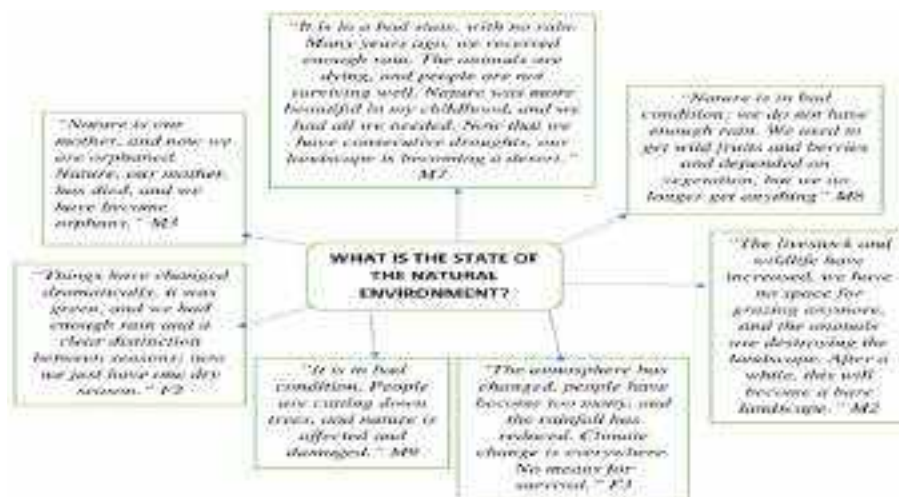 "It is in a bad state, with no rain.
Many years ago, we received
enough rain. The animals are
dying, and people are not
surviving well. Nature was more
beautiful in my childhood, and we
had all we needed. Now that we
have consecutive droughts, our
landscape is becoming a desert."
M7
"Nature is our
mother, and now we
are orphaned.
Nature, our mother,
has died, and we
have become
orphans." M3
"Nature is in bad
condition; we do not have
enough rain. We used to
get wild fruits and berries
and depended on
vegetation, but we no
longer get anything" M8
WHAT IS THE STATE OF
THE NATURAL
ENVIRONMENT?
"Things have changed
dramatically, it was
green, and we had
enough rain and a
clear distinction
between seasons; now
we just have one dry
season." F2
"The livestock and
wildlife have
increased, we have
no space for
grazing anymore,
and the animals
are destroying the
landscape. After a
while, this will
become a bare
landscape." M2
"It is in bad
condition. People
are cutting down
trees, and nature is
affected and
damaged." M9
"The atmosphere has
changed, people have
become too many, and
the rainfall has
reduced. Climate
change is everywhere.
No means for
survival."